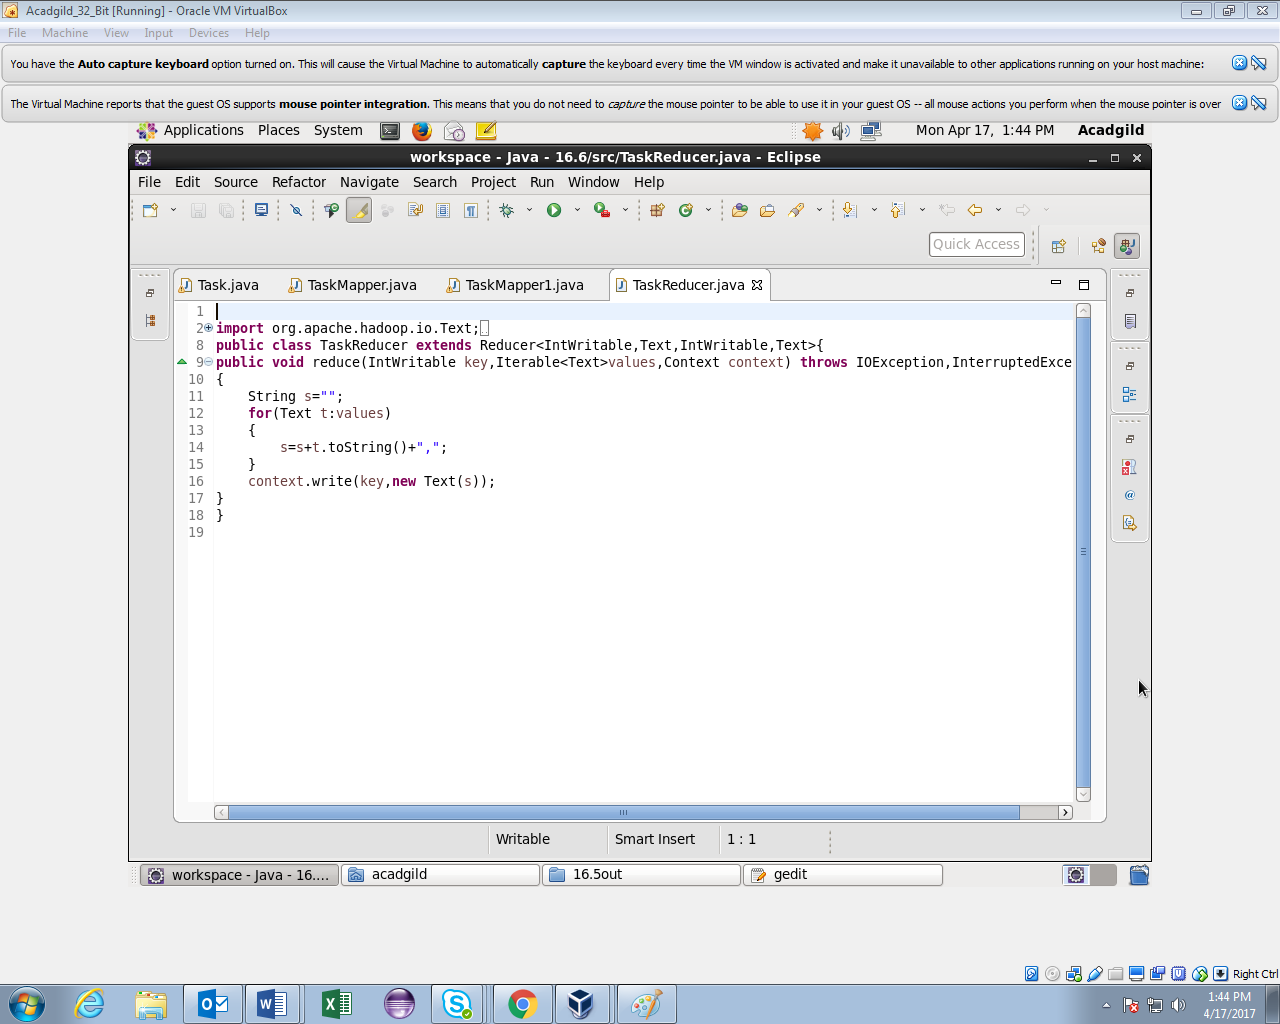 Acadgild_32_Bit [Running] - Oracle VM VirtualBox
File Machine View Input Devices Help
You have the Auto capture keyboard option turned on. This will cause the Virtual Machine to automatically capture the keyboard every time the VM window is activated and make it unavailable to other applications running on your host machine:
The Virtual Machine reports that the guest OS supports mouse pointer integration. This means that you do not need to capture the mouse pointer to be able to use it in your guest OS -- all mouse actions you perform when the mouse pointer is over
Applications Places System Mon Apr 17, 1:44 PM Acadgild
workspace - Java - 16.6/src/TaskReducer.java - Eclipse
File Edit Source Refactor Navigate Search Project Run Window Help
Quick Access
Task.java TaskMapper.java TaskMapper1.java TaskReducer.java
1
2 import org.apache.hadoop.io.Text;
8 public class TaskReducer extends Reducer<IntWritable,Text,IntWritable,Text>{
9 public void reduce(IntWritable key,Iterable<Text>values,Context context) throws IOException,InterruptedExce
10 {
11 String s="";
12 for(Text t:values)
13 {
14 s=s+t.toString()+",";
15 }
16 context.write(key,new Text(s));
17 }
18 }
19
Writable Smart Insert 1 : 1
workspace - Java - 16.... acadgild 16.5out gedit
Right Ctrl
1:44 PM
4/17/2017